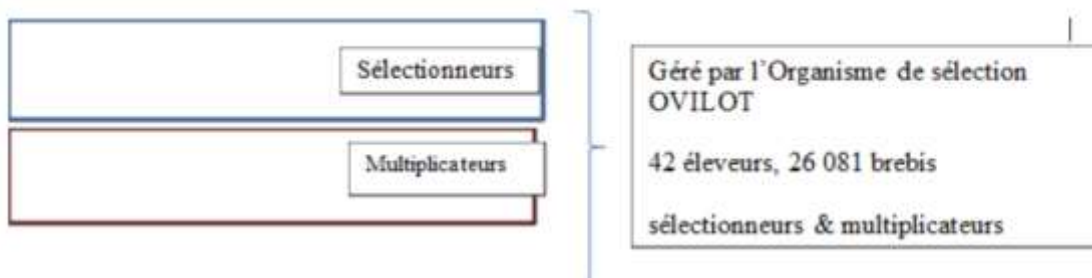 Sélectionneurs
Multiplicateurs
Géré par l'Organisme de sélection
OVILOT
42 éleveurs, 26 081 brebis
sélectionneurs & multiplicateurs